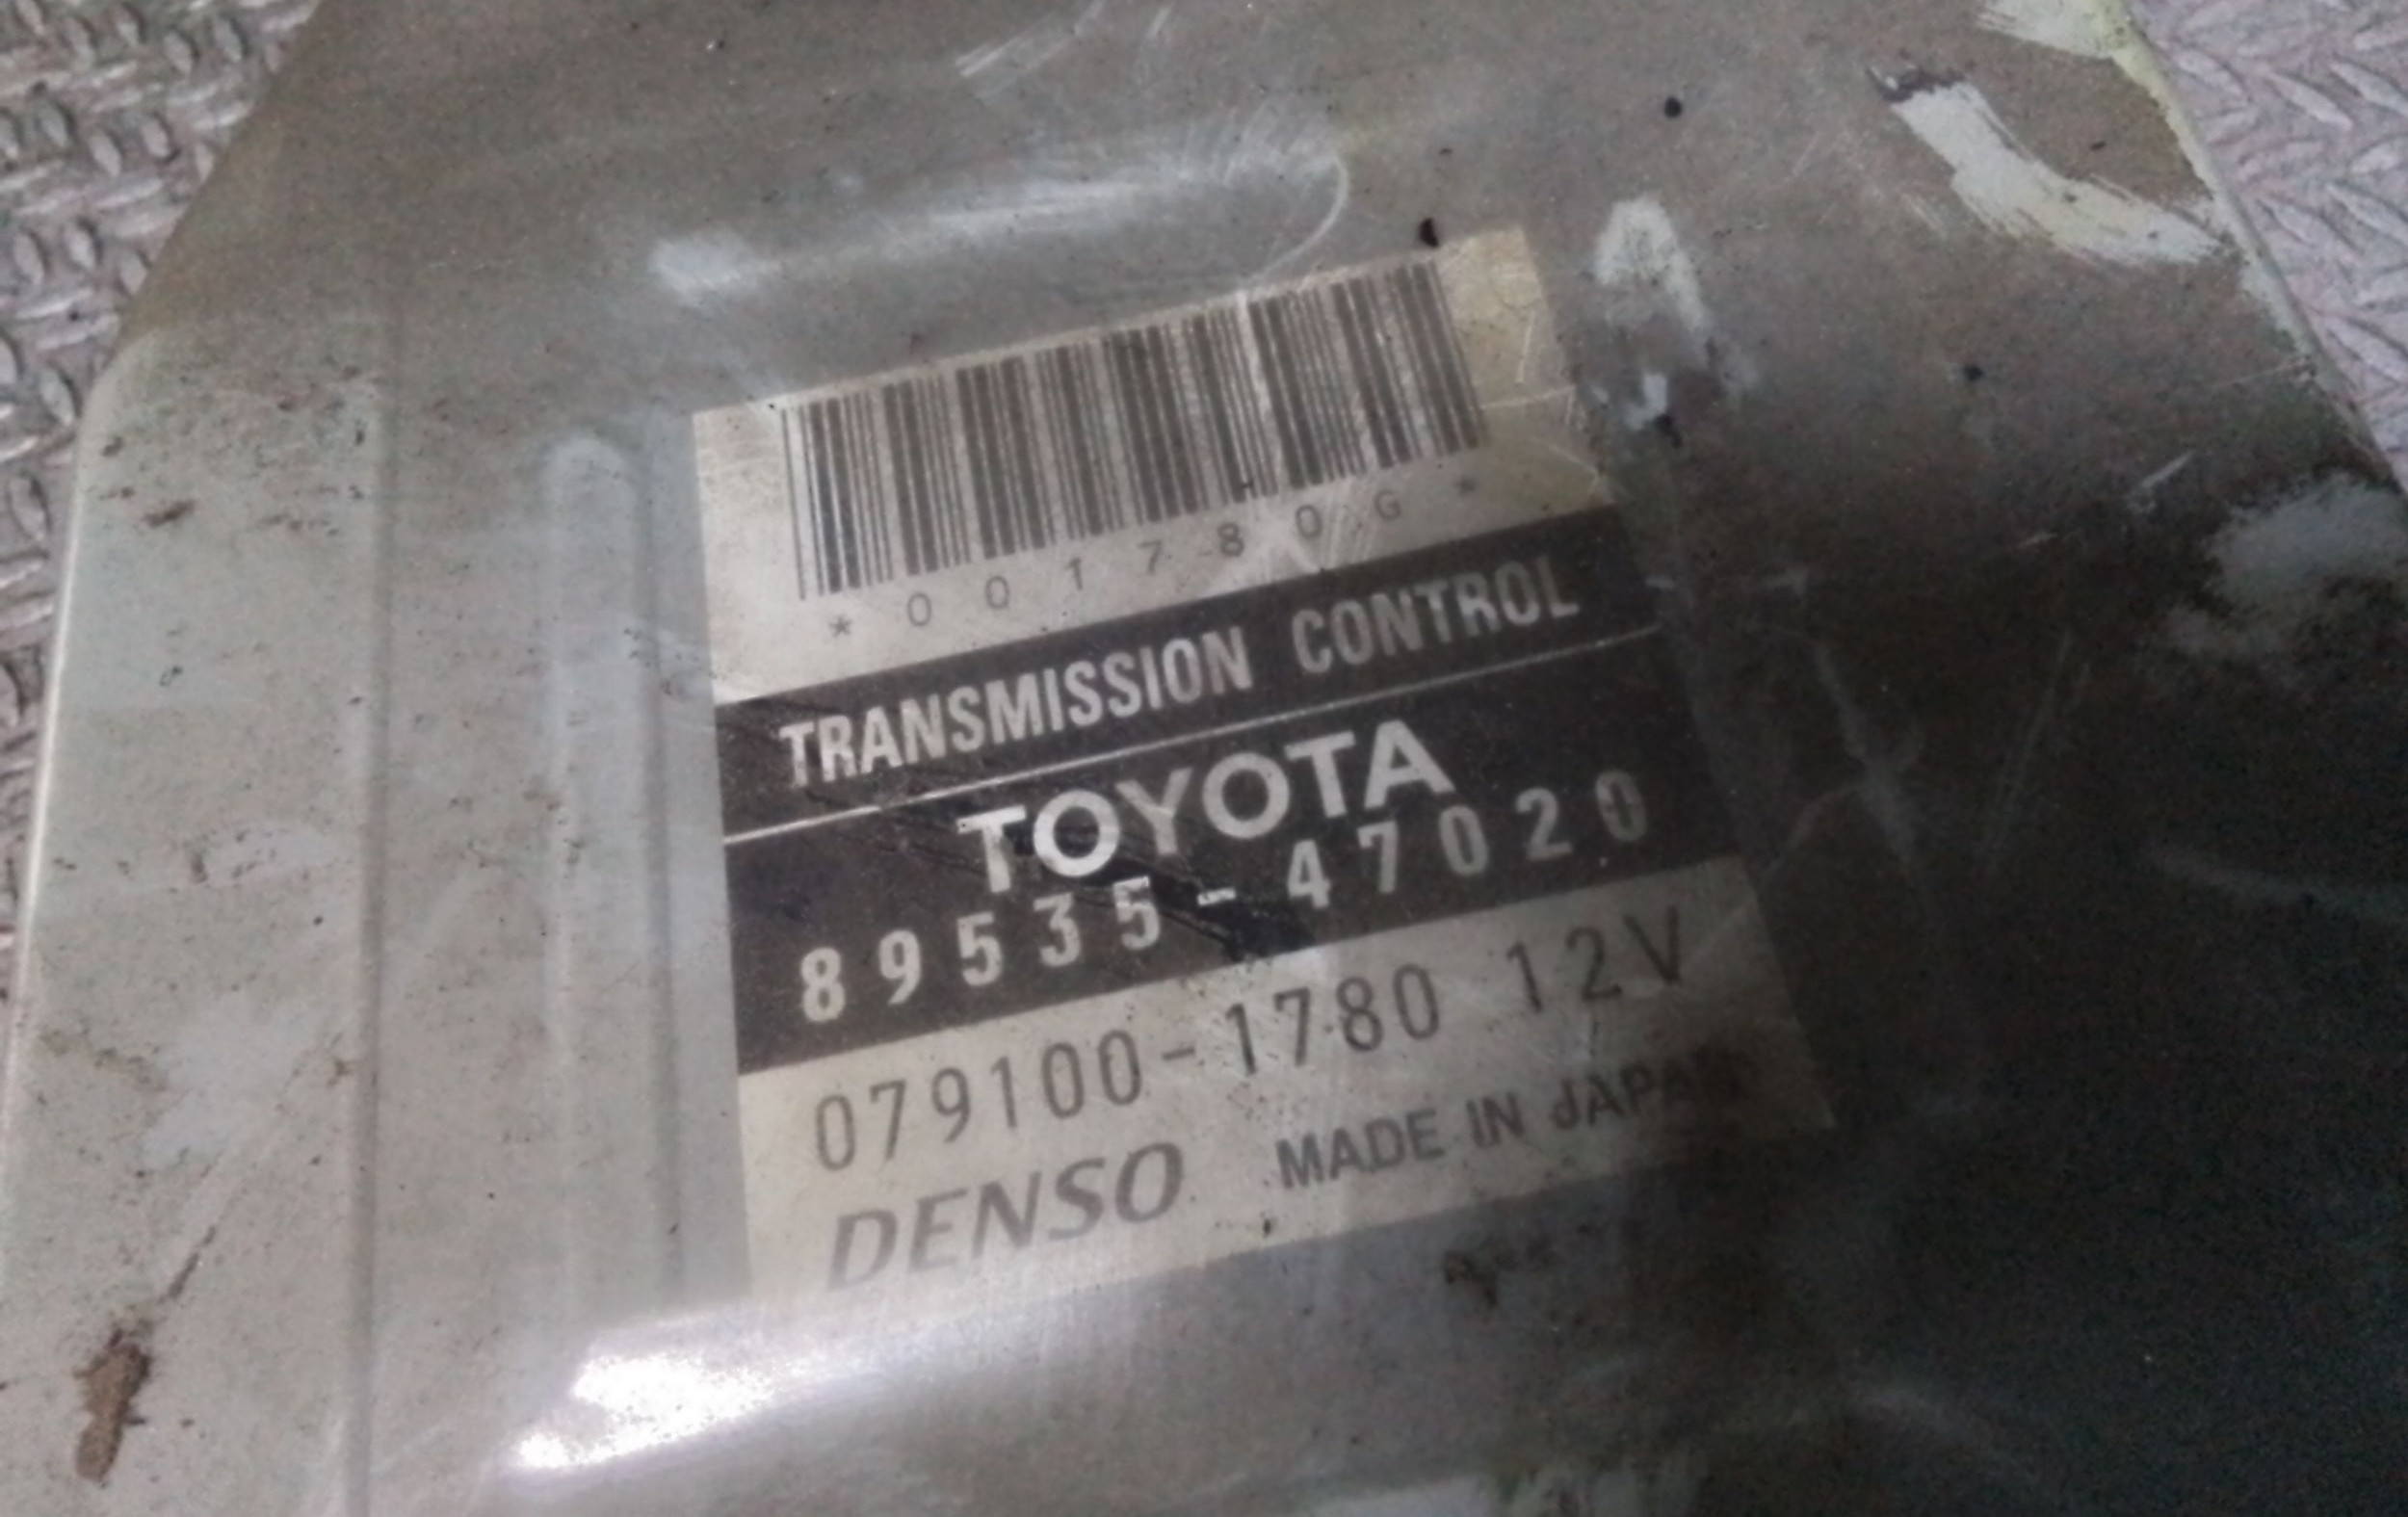 *001780G*
TRANSMISSION CONTROL
TOYOTA
89535-47020
079100-1780 12V
DENSO MADE IN JAPAN